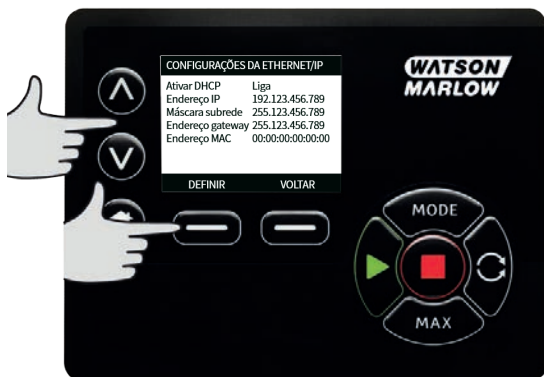 CONFIGURAÇÕES DA ETHERNET/IP
Ativar DHCP Liga
Endereço IP 192.123.456.789
Máscara subrede 255.123.456.789
Endereço gateway 255.123.456.789
Endereço MAC 00:00:00:00:00:00
DEFINIR VOLTAR
WATSON
MARLOW
MODE
MAX